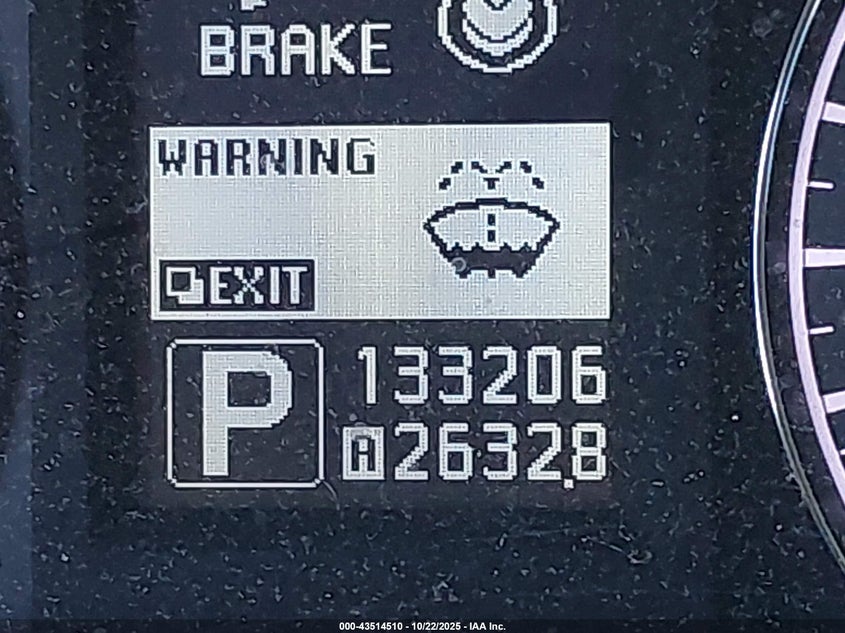 BRAKE
WARNING
EXIT
P
133206
A 2632.8
000-43514510 - 10/22/2025 - IAA Inc.